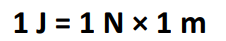 1 J = 1 N × 1 m